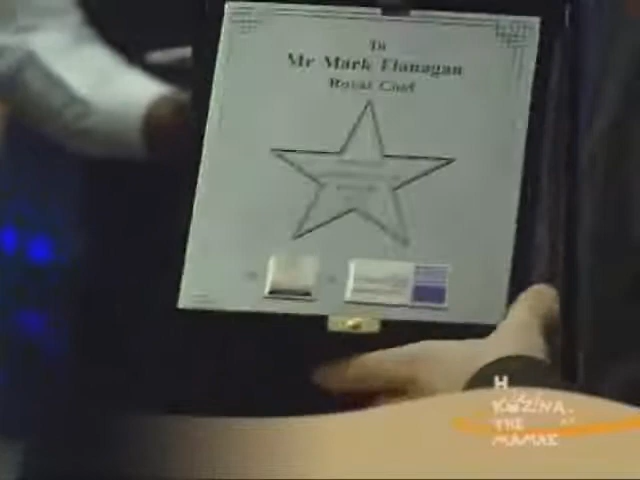 To
Mr Mark Flanagan
Royal Chef
Η
ΚΟΥΖΙΝΑ
ΤΗΣ
ΜΑΜΑΣ